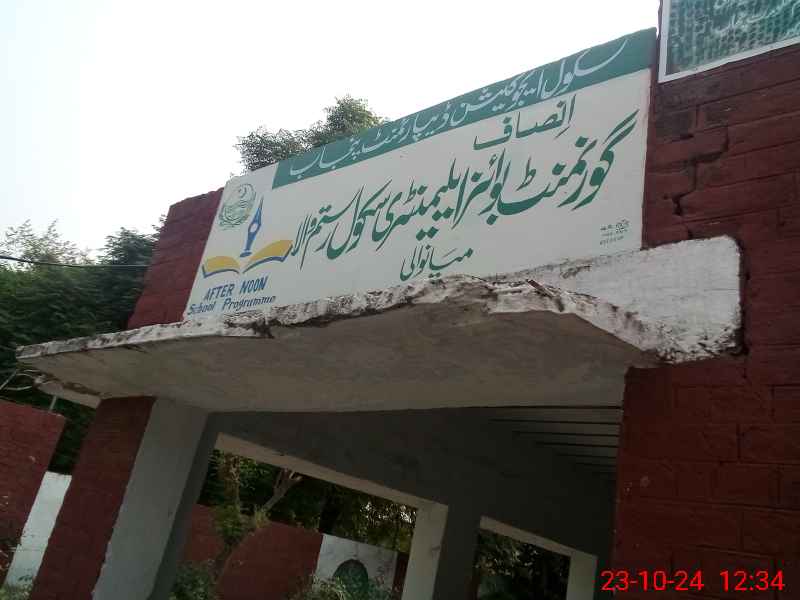 سکول ایجوکیشن ڈیپارٹمنٹ پنجاب
انصاف
گورنمنٹ بوائز ایلیمنٹری سکول رستم والا
میانوالی
AFTER NOON
School Programme
23-10-24 12:34